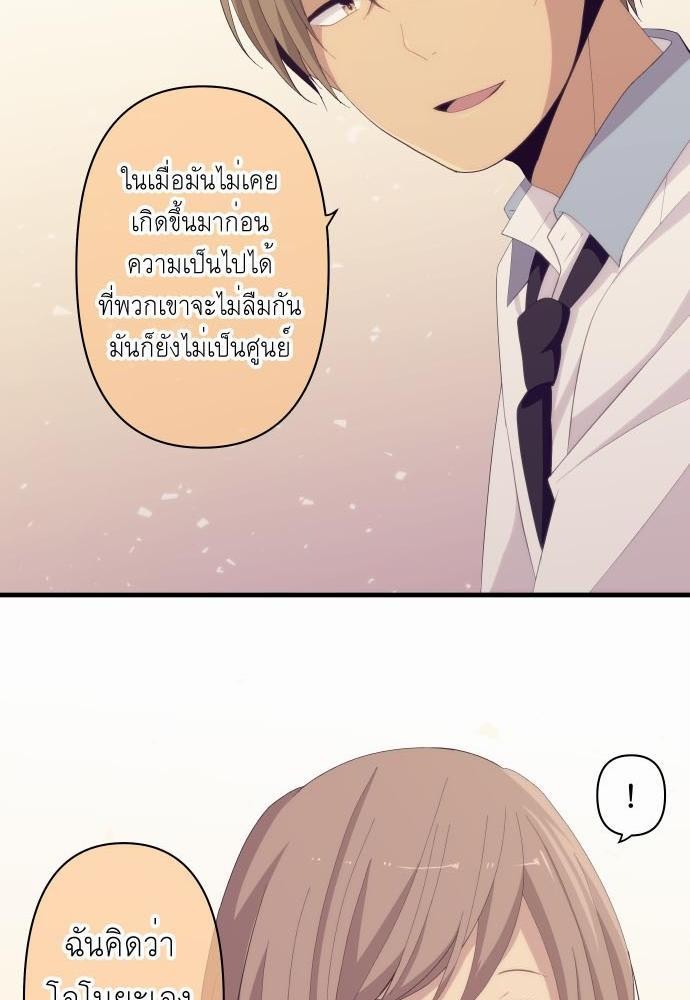 ในเมื่อมันไม่เคย
เกิดขึ้นมาก่อน
ความเป็นไปได้
ที่พวกเขาจะไม่ลืมกัน
มันก็ยังไม่เป็นศูนย์
!
ฉันคิดว่า